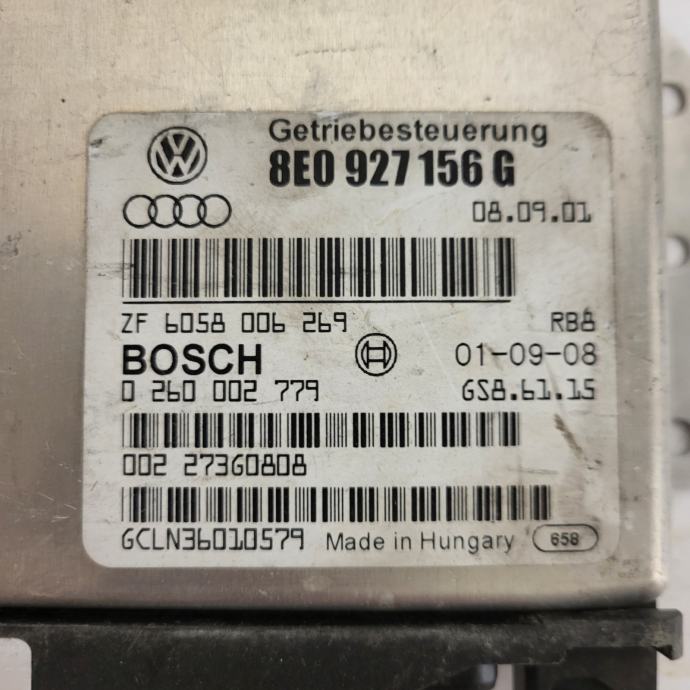 Getriebesteuerung
8E0 927 156 G
08.09.01
ZF 6058 006 269 RB8
BOSCH 01-09-08
0 260 002 779 GS8.61.15
002 27360808
GCLN36010579 Made in Hungary 658